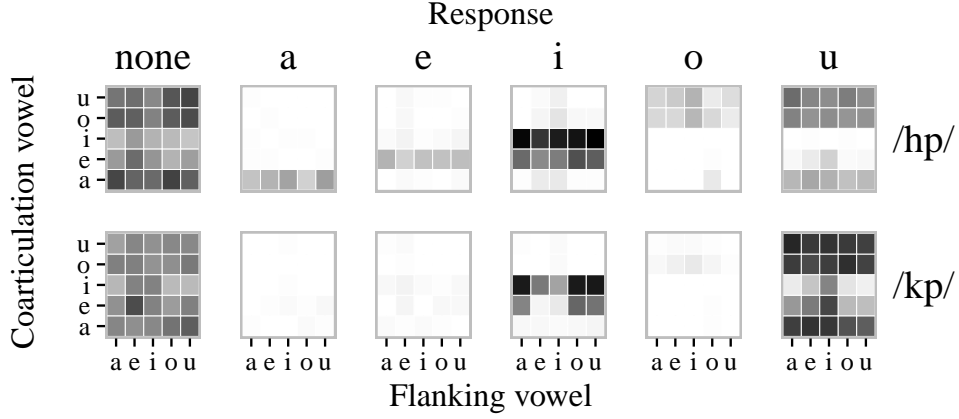 Response
none a e i o u
Coarticulation vowel
u
o
i
e
a
/hp/
u
o
i
e
a
/kp/
a e i o u a e i o u a e i o u a e i o u a e i o u a e i o u
Flanking vowel